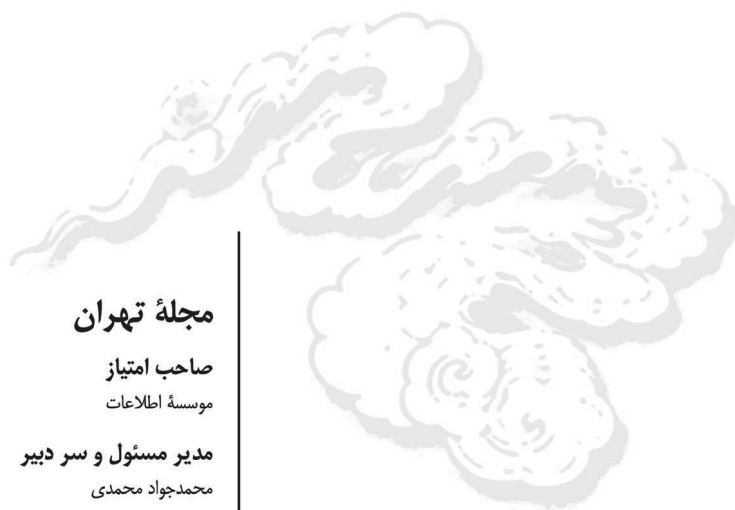 مجلهٔ تهران
صاحب امتیاز
موسسهٔ اطلاعات
مدیر مسئول و سر دبیر
محمدجواد محمدی